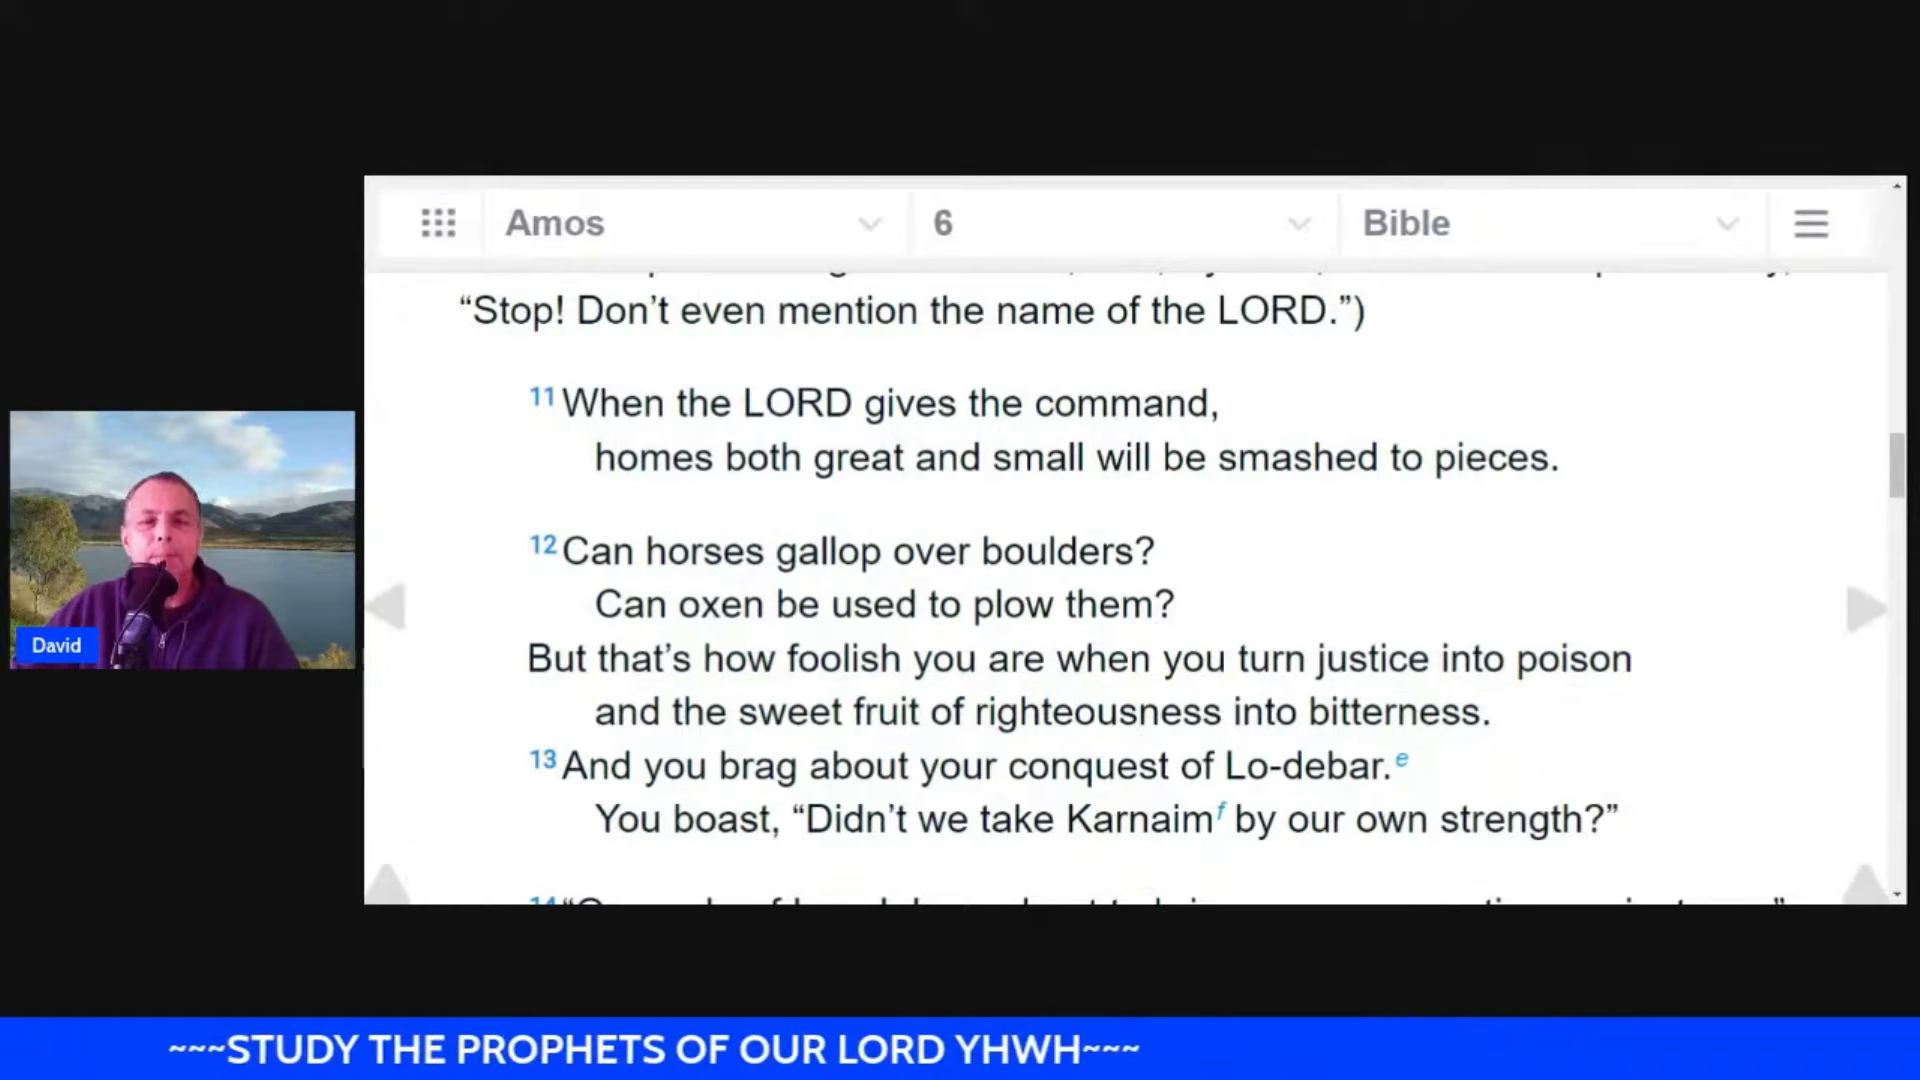 Amos
6
Bible
“Stop! Don’t even mention the name of the LORD.”)
11 When the LORD gives the command,
homes both great and small will be smashed to pieces.
12 Can horses gallop over boulders?
Can oxen be used to plow them?
But that’s how foolish you are when you turn justice into poison
and the sweet fruit of righteousness into bitterness.
13 And you brag about your conquest of Lo-debar. e
You boast, “Didn’t we take Karnaim f by our own strength?”
David
~~~STUDY THE PROPHETS OF OUR LORD YHWH~~~